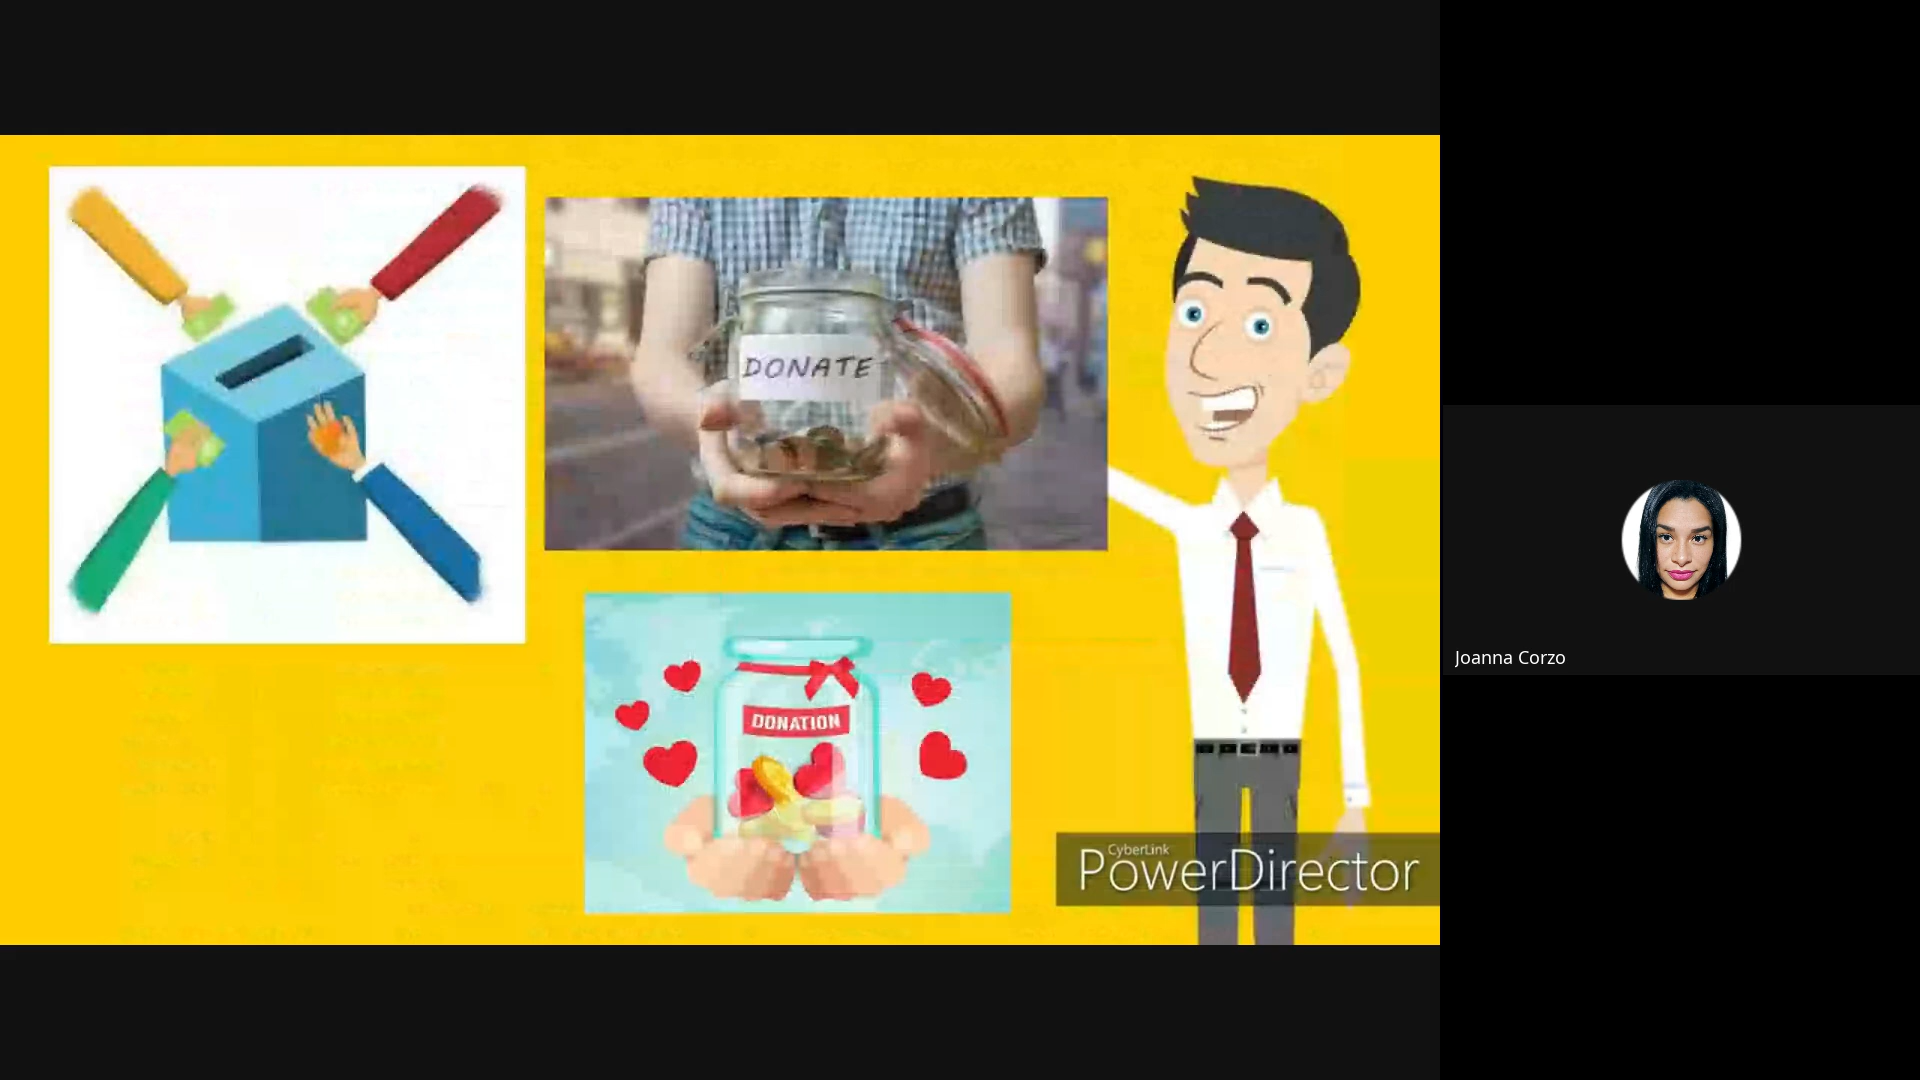 DONATE
DONATION
CyberLink
PowerDirector
Joanna Corzo